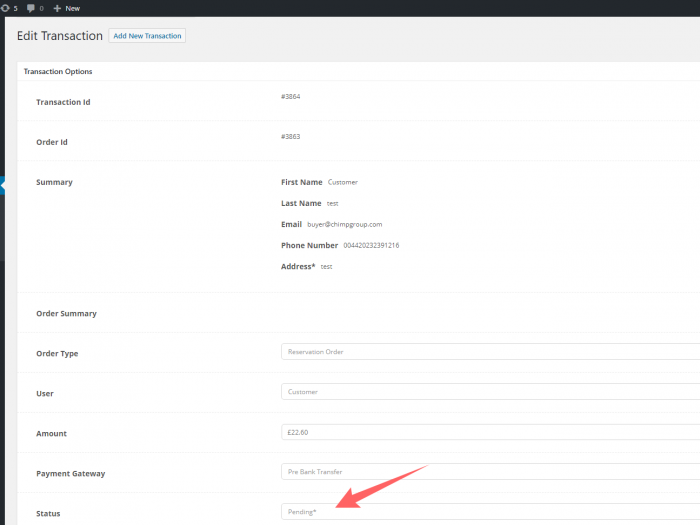 5 0 New
Edit Transaction Add New Transaction
Transaction Options
Transaction Id #3864
Order Id #3863
Summary First Name Customer
Last Name test
Email buyer@chimpgroup.com
Phone Number 004420232391216
Address* test
Order Summary
Order Type Reservation Order
User Customer
Amount £22.60
Payment Gateway Pre Bank Transfer
Status Pending*